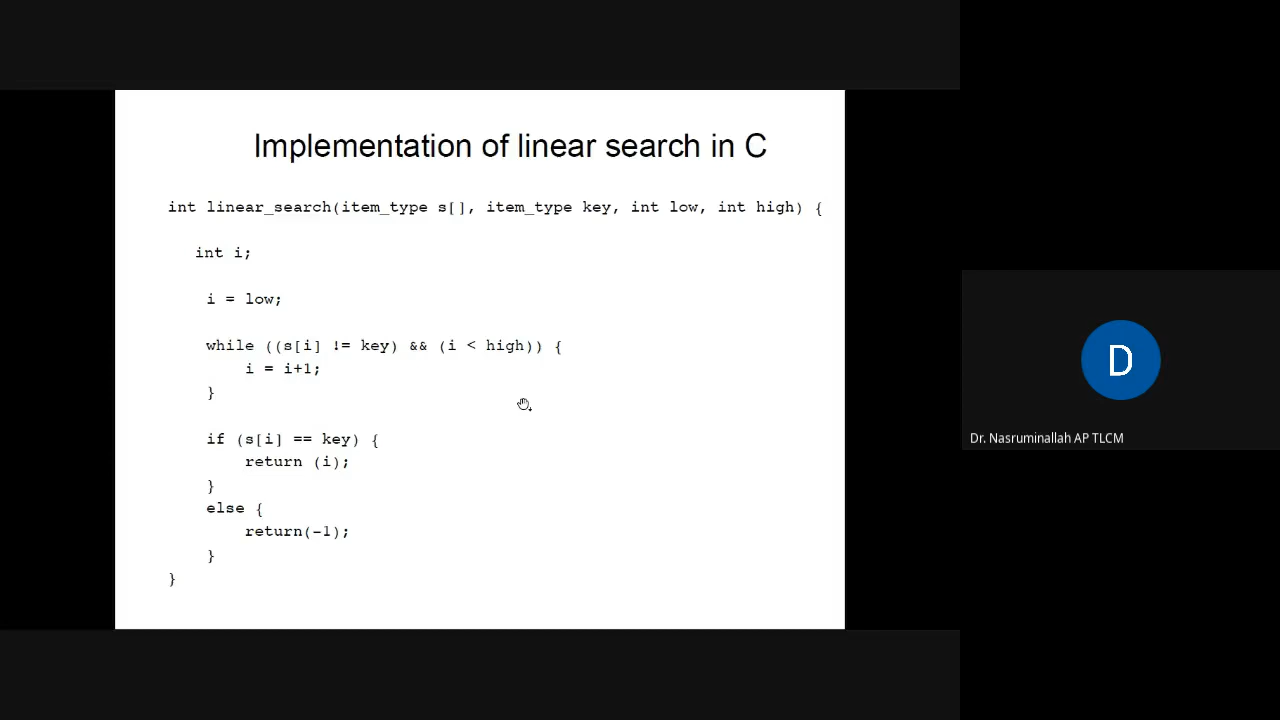 Implementation of linear search in C
int linear_search(item_type s[], item_type key, int low, int high) {
int i;
i = low;
while ((s[i] != key) && (i < high)) {
i = i+1;
}
if (s[i] == key) {
return (i);
}
else {
return(-1);
}
}
D
Dr. Nasruminallah AP TLCM